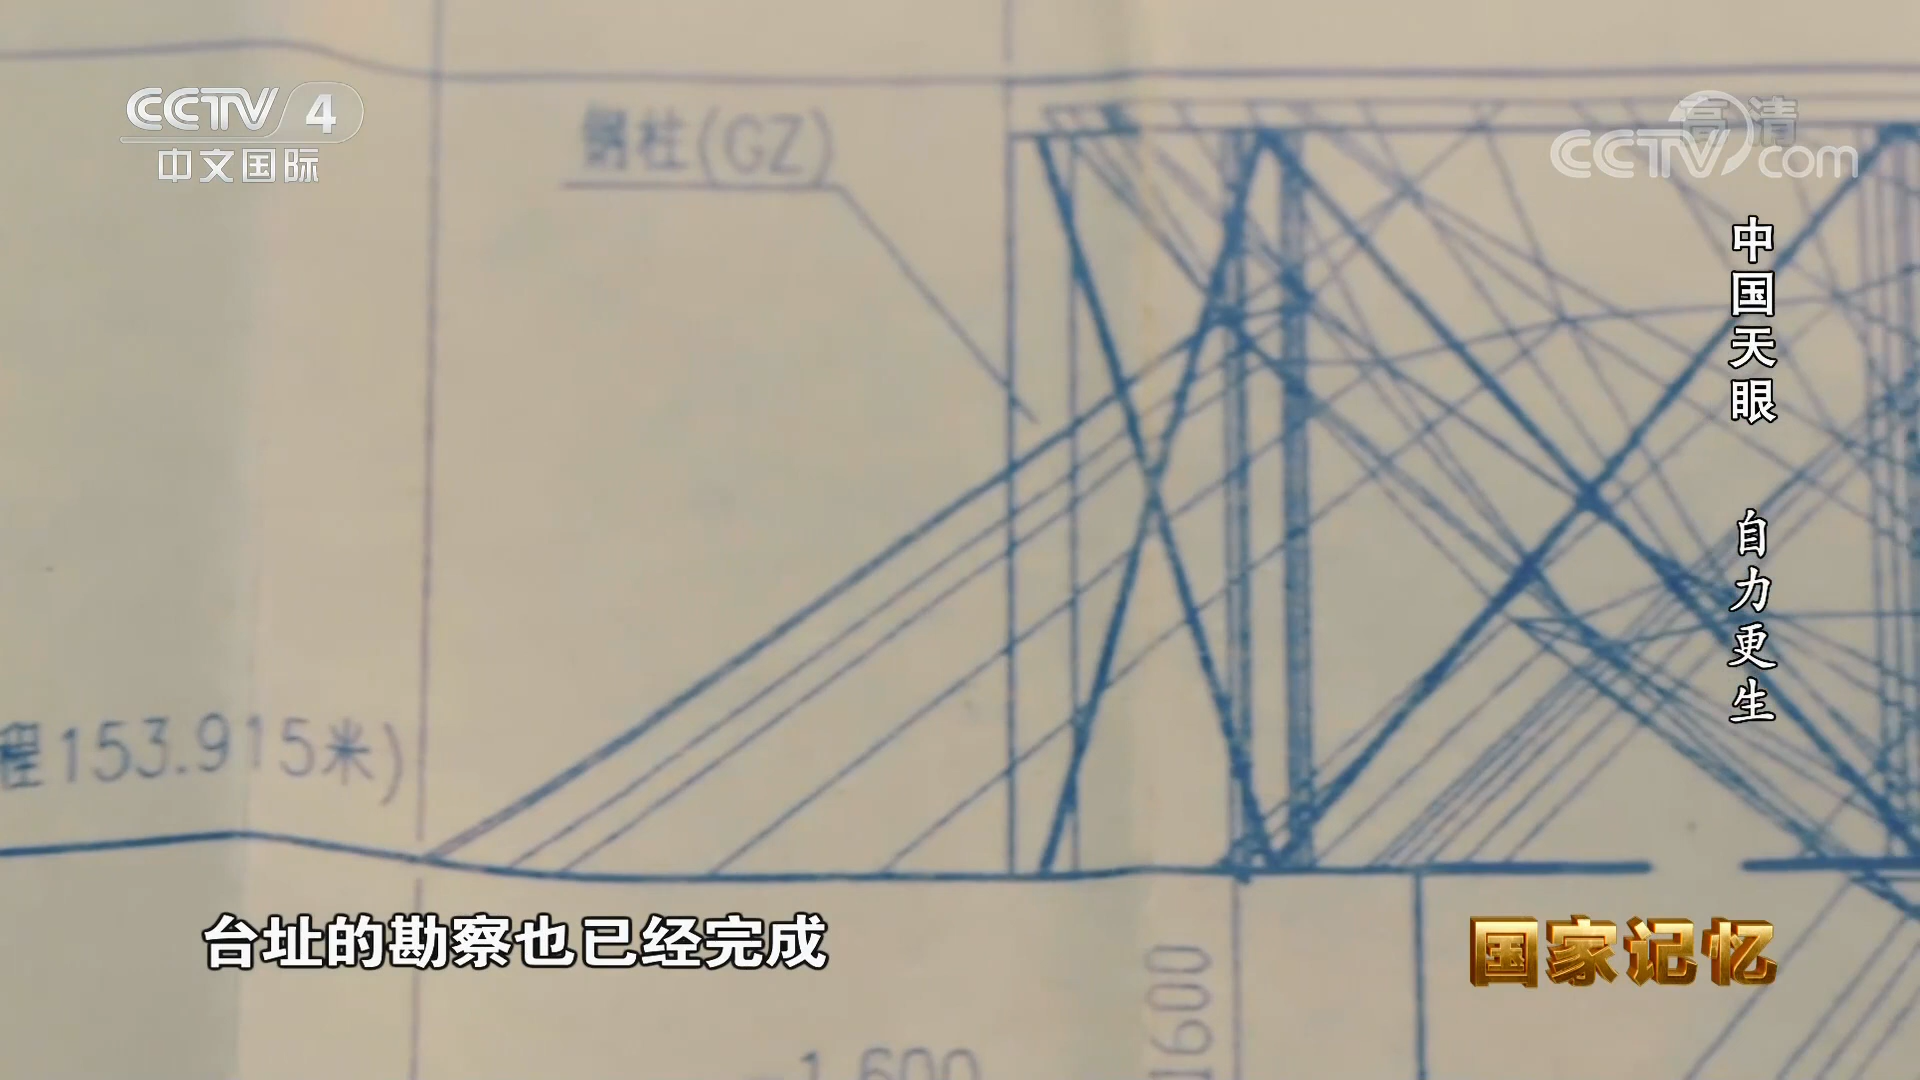 CCTV 4
中文国际
高清
CCTV.com
中国天眼 自力更生
钢柱(GZ)
程153.915米)
台址的勘察也已经完成
国家记忆
1600
-1.600